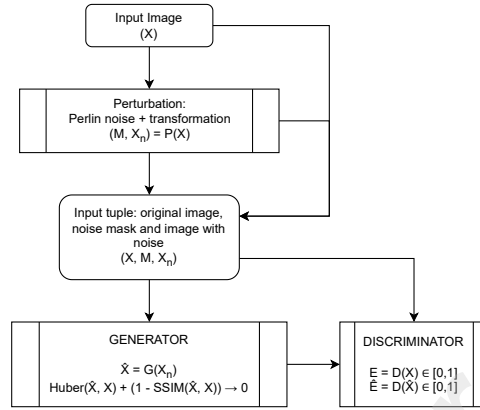 Input Image
(X)
Perturbation:
Perlin noise + transformation
(M, Xₙ) = P(X)
Input tuple: original image,
noise mask and image with
noise
(X, M, Xₙ)
GENERATOR
X̂ = G(Xₙ)
Huber(X̂, X) + (1 - SSIM(X̂, X)) → 0
DISCRIMINATOR
E = D(X) ∈ [0,1]
Ê = D(X̂) ∈ [0,1]